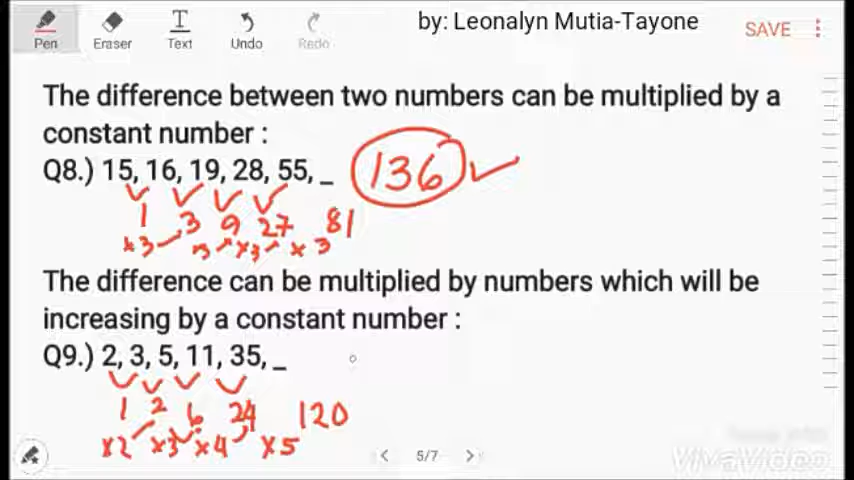 by: Leonalyn Mutia-Tayone
Pen Eraser Text Undo Redo SAVE
The difference between two numbers can be multiplied by a
constant number :
Q8.) 15, 16, 19, 28, 55, _ 136
1 3 9 27 81
×3 ×3 ×3 × 3
The difference can be multiplied by numbers which will be
increasing by a constant number :
Q9.) 2, 3, 5, 11, 35, _
1 2 6 24 120
×2 ×3 ×4 ×5
< 5/7 >
VivaVideo